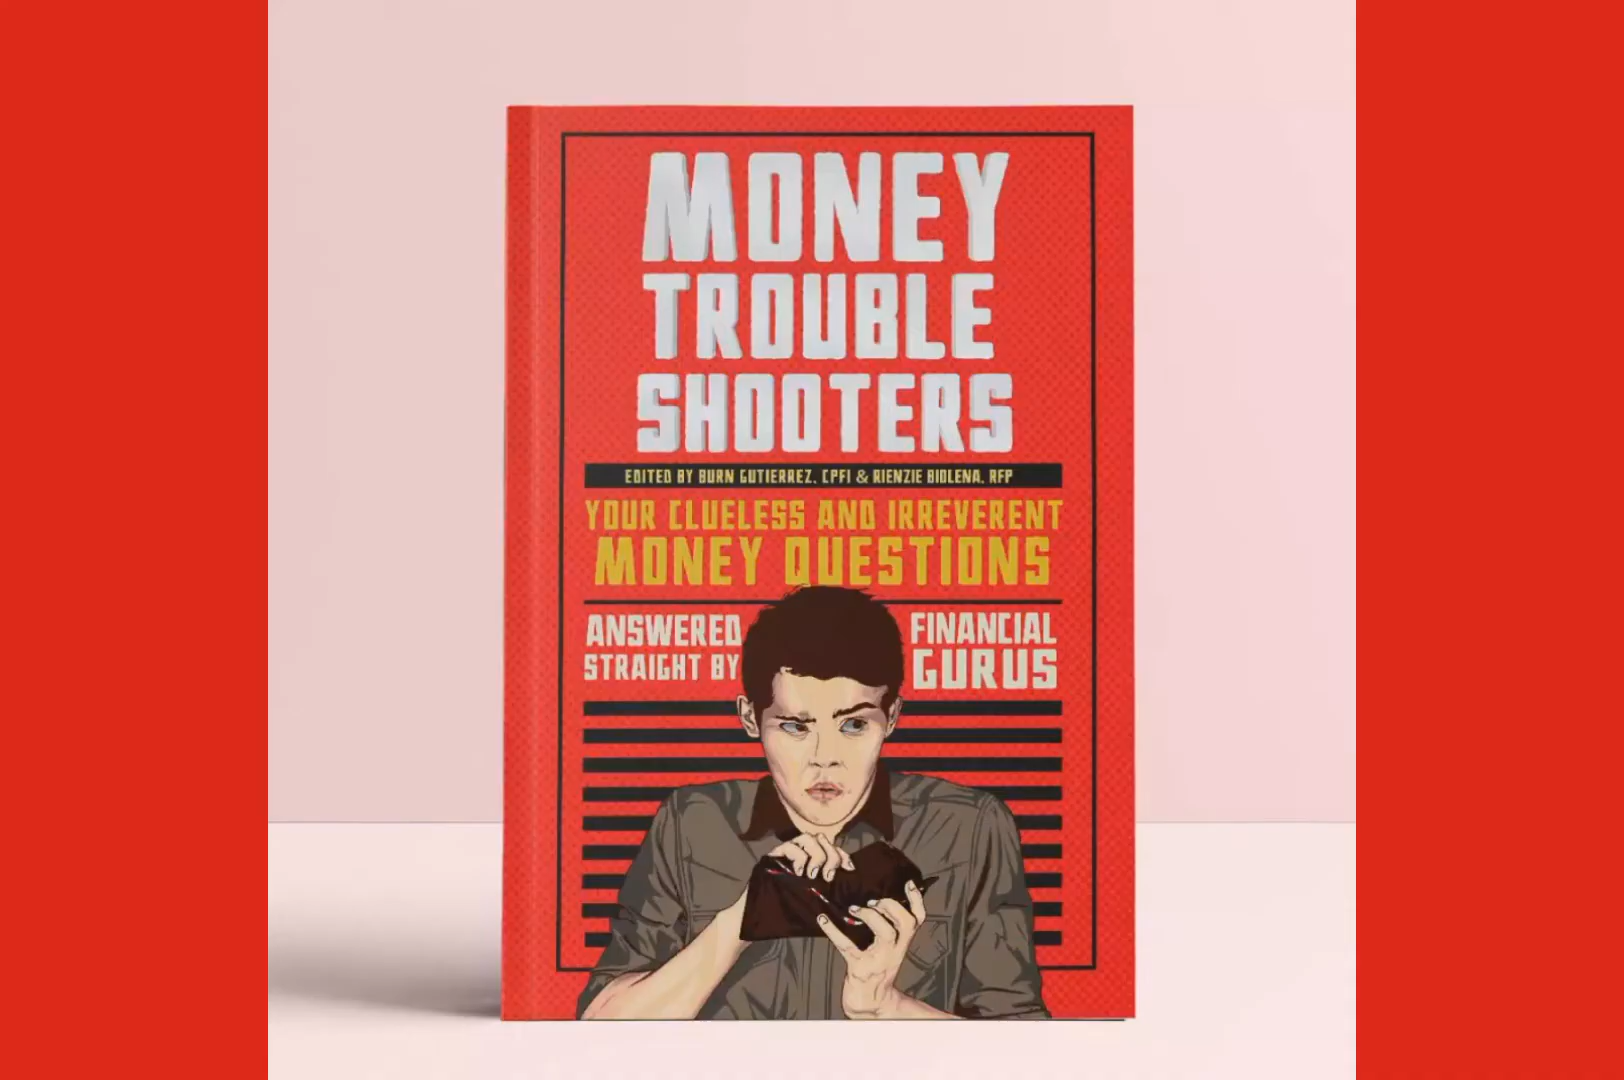 MONEY
TROUBLE
SHOOTERS
EDITED BY BURN GUTIERREZ, CPFI & RIENZIE BIOLENA, RFP
YOUR CLUELESS AND IRREVERENT
MONEY QUESTIONS
ANSWERED
STRAIGHT BY
FINANCIAL
GURUS